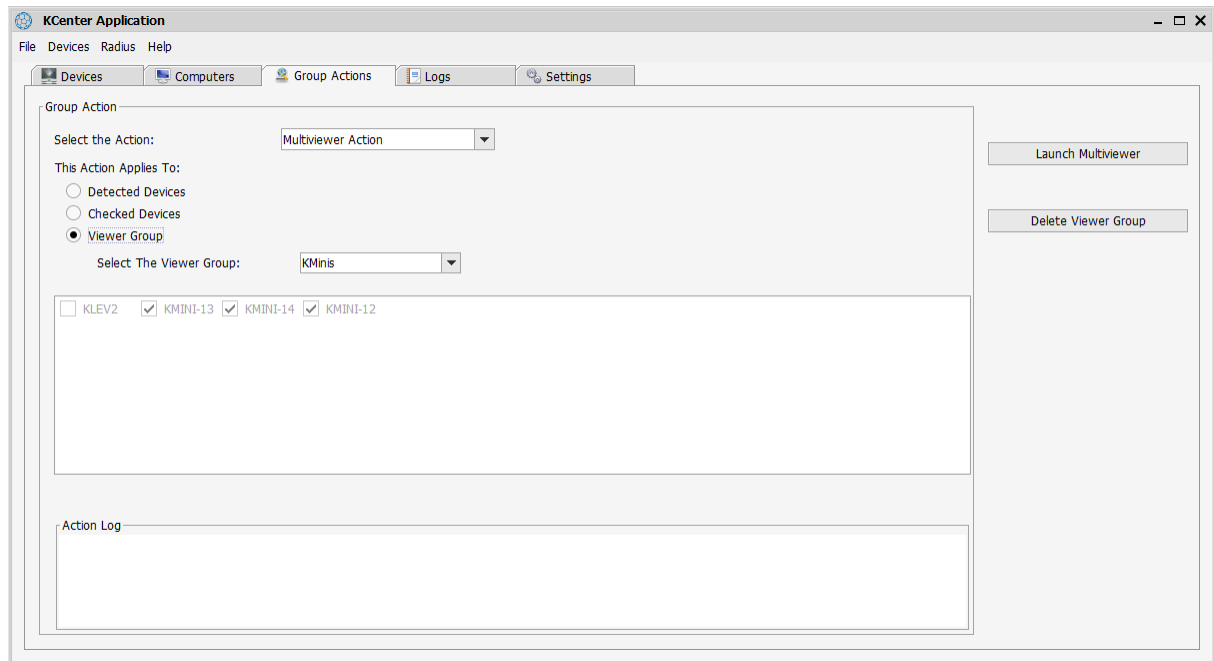 KCenter Application
File Devices Radius Help
Devices Computers Group Actions Logs Settings
Group Action
Select the Action: Multiviewer Action
Launch Multiviewer
This Action Applies To:
Detected Devices
Checked Devices
Delete Viewer Group
Viewer Group
Select The Viewer Group: KMinis
KLEV2 KMINI-13 KMINI-14 KMINI-12
Action Log